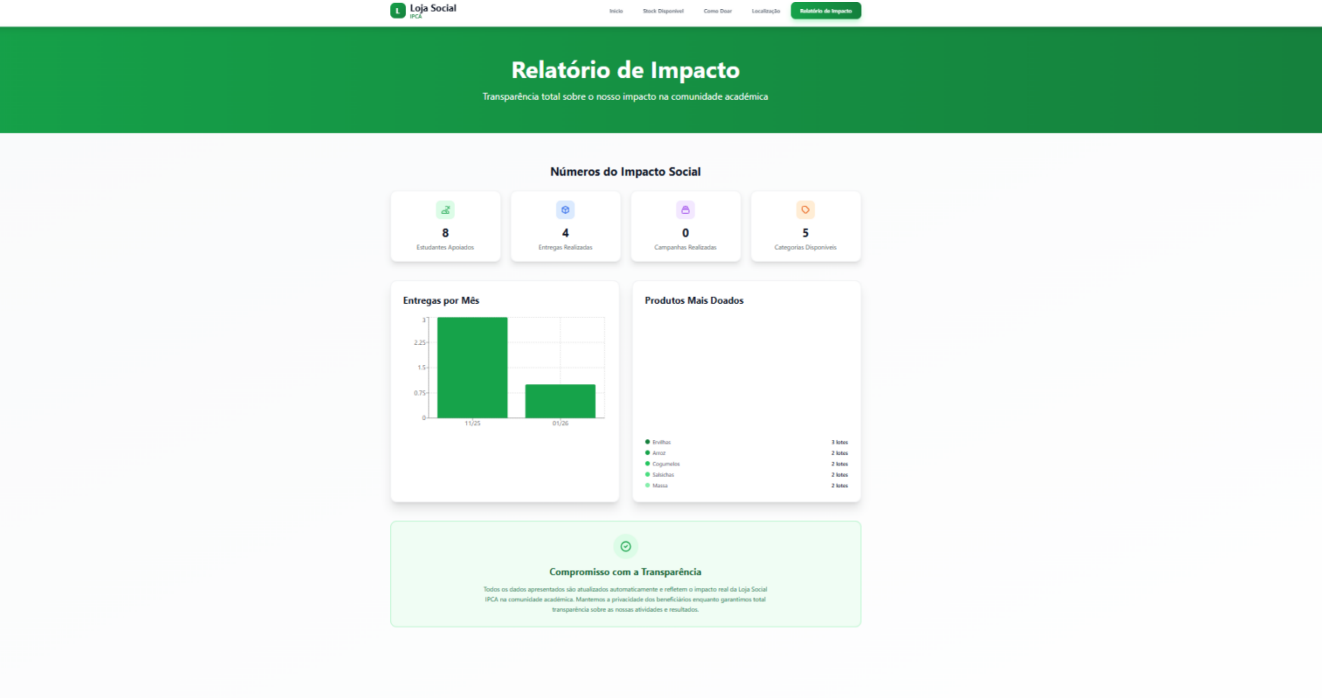 L
Loja Social
IPCA
Início
Stock Disponível
Como Doar
Localização
Relatório de Impacto
Relatório de Impacto
Transparência total sobre o nosso impacto na comunidade académica
Números do Impacto Social
8
Estudantes Apoiados
4
Entregas Realizadas
0
Campanhas Realizadas
5
Categorias Disponíveis
Entregas por Mês
3
2.25
1.5
0.75
0
11/25
01/26
Produtos Mais Doados
Ervilhas 3 lotes
Arroz 2 lotes
Cogumelos 2 lotes
Salsichas 2 lotes
Massa 2 lotes
Compromisso com a Transparência
Todos os dados apresentados são atualizados automaticamente e refletem o impacto real da Loja Social
IPCA na comunidade académica. Mantemos a privacidade dos beneficiários enquanto garantimos total
transparência sobre as nossas atividades e resultados.